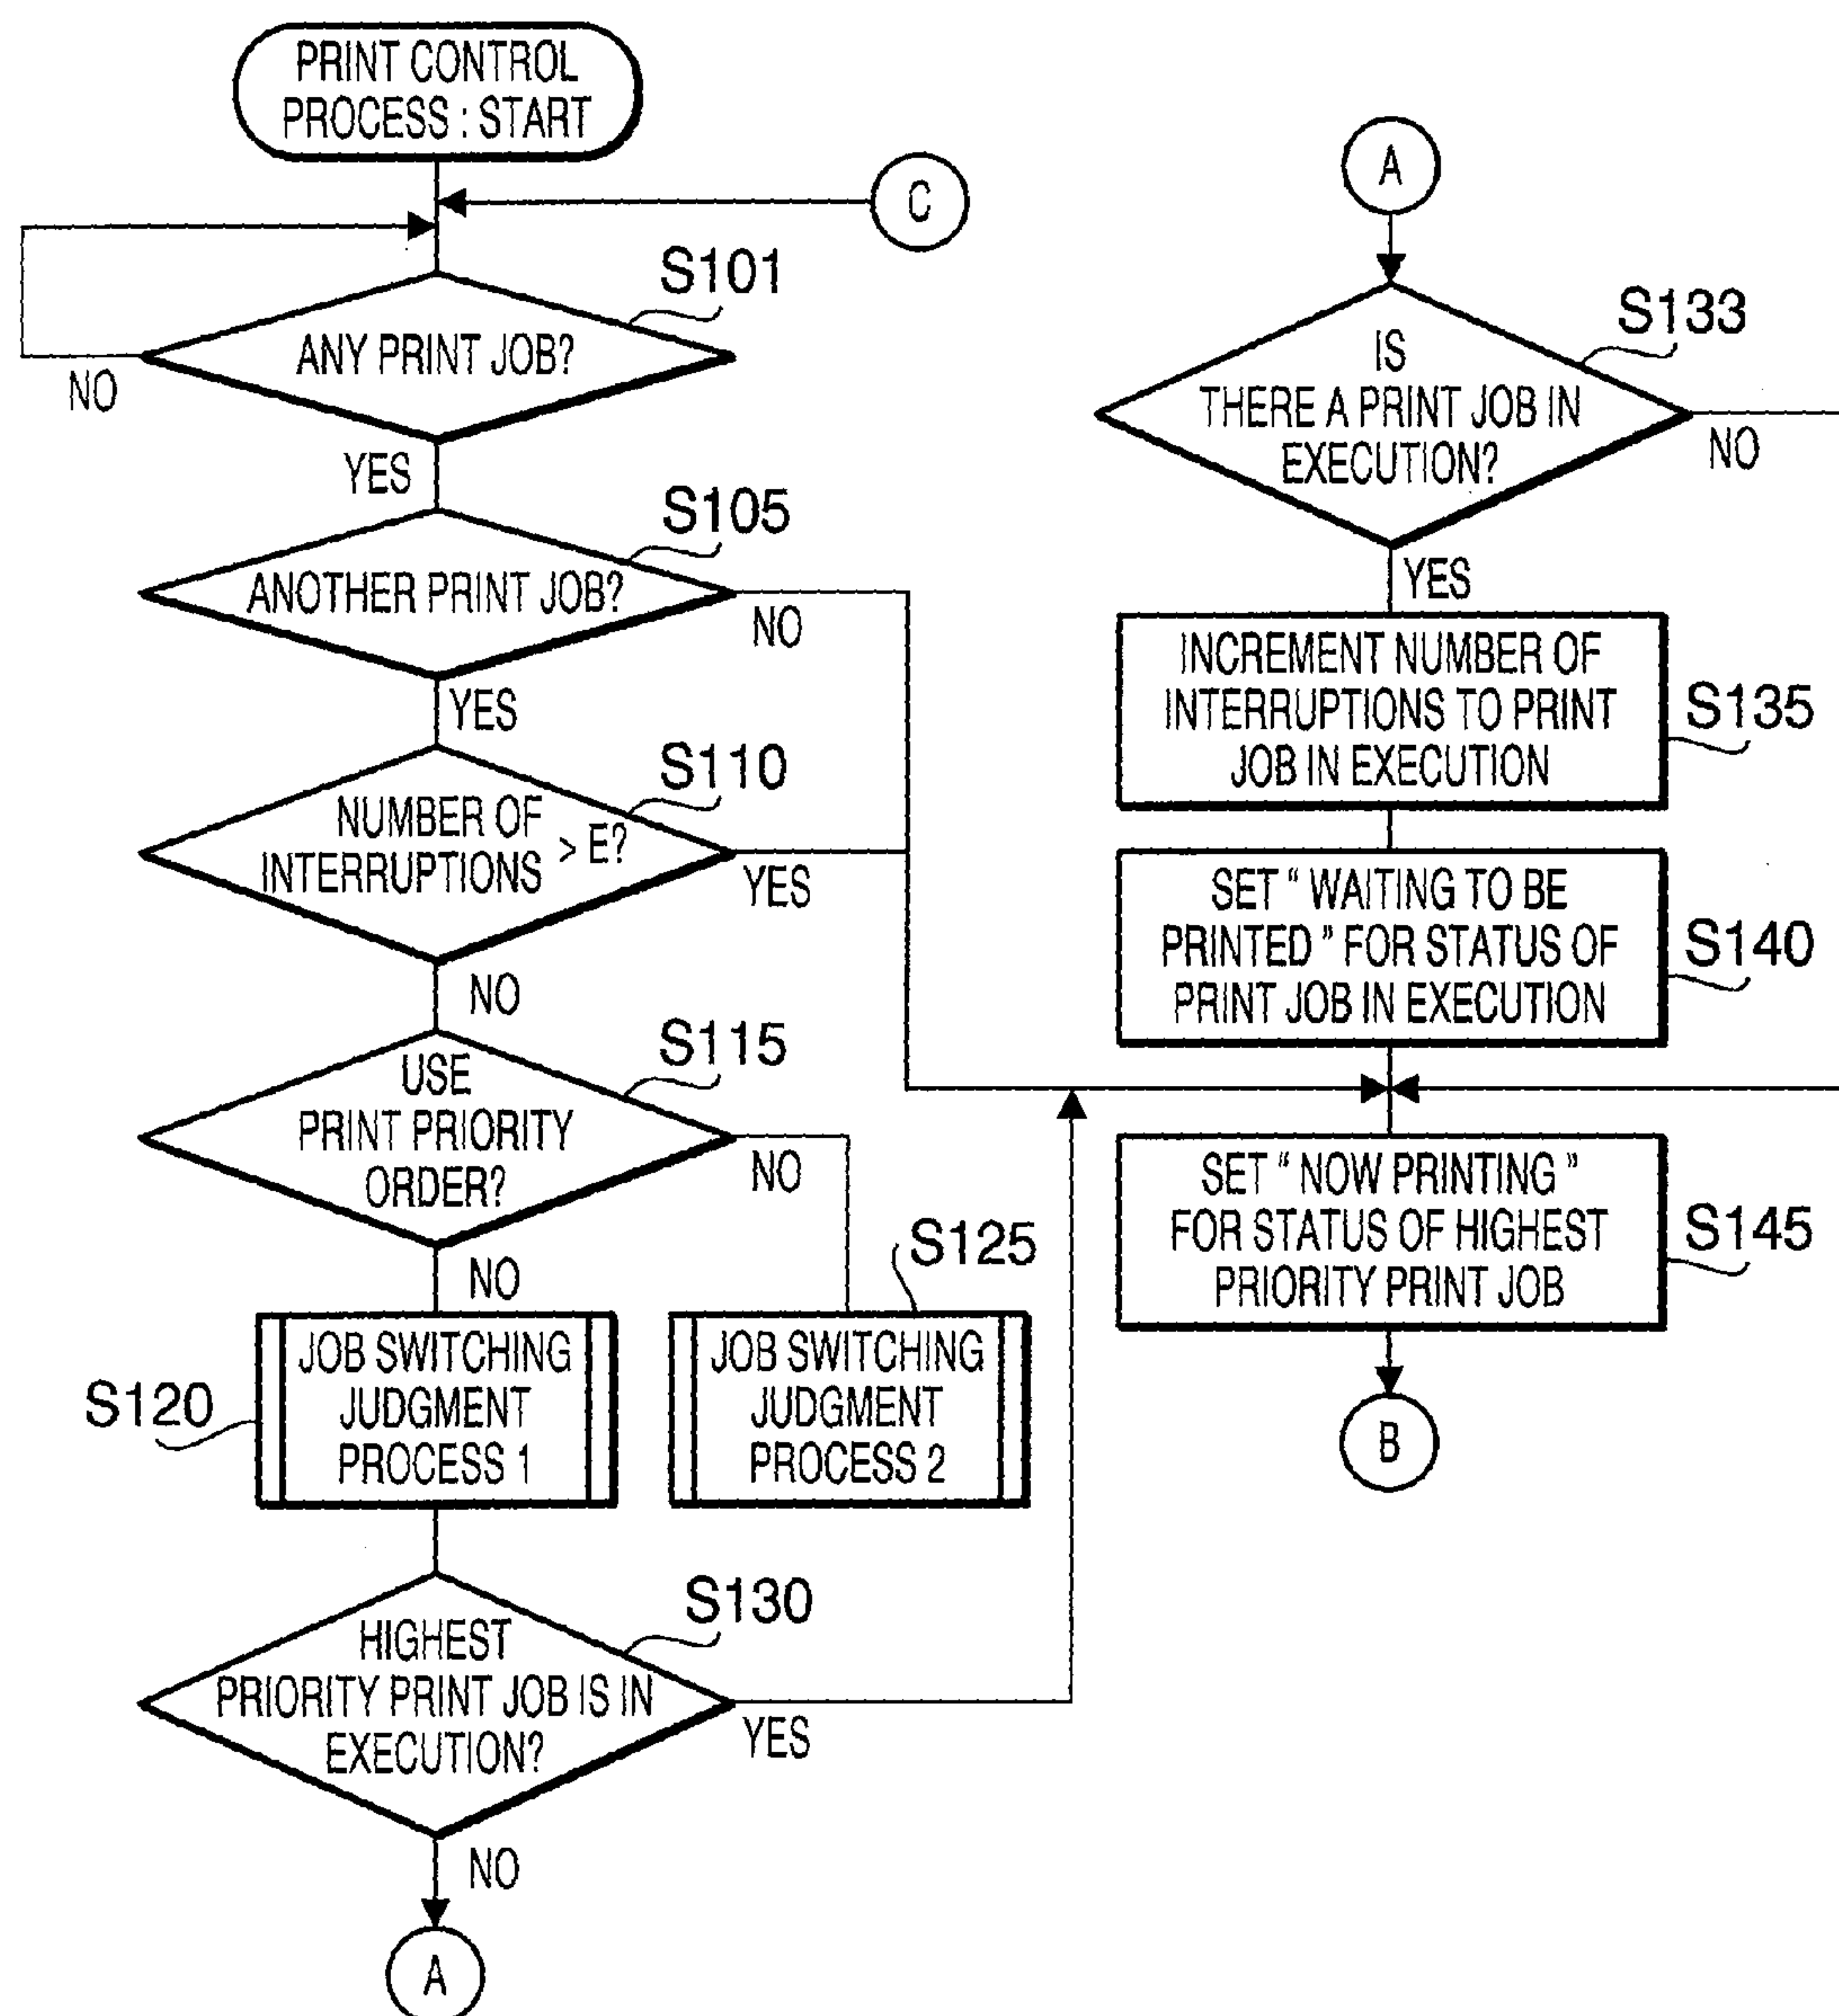 PRINT CONTROL
PROCESS : START
C
S101
ANY PRINT JOB?
NO
YES
S105
ANOTHER PRINT JOB?
NO
YES
S110
NUMBER OF
INTERRUPTIONS > E?
YES
NO
S115
USE
PRINT PRIORITY
ORDER?
NO
NO
S125
S120
JOB SWITCHING
JUDGMENT
PROCESS 1
JOB SWITCHING
JUDGMENT
PROCESS 2
S130
HIGHEST
PRIORITY PRINT JOB IS IN
EXECUTION?
YES
NO
A
A
S133
IS
THERE A PRINT JOB IN
EXECUTION?
NO
YES
INCREMENT NUMBER OF
INTERRUPTIONS TO PRINT
JOB IN EXECUTION
S135
SET " WAITING TO BE
PRINTED " FOR STATUS OF
PRINT JOB IN EXECUTION
S140
SET " NOW PRINTING "
FOR STATUS OF HIGHEST
PRIORITY PRINT JOB
S145
B